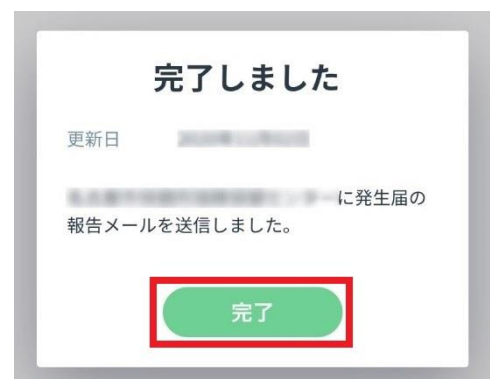 完了しました
更新日
に発生届の
報告メールを送信しました。
完了